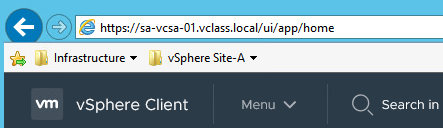 https://sa-vcsa-01.vclass.local/ui/app/home
Infrastructure vSphere Site-A
vm vSphere Client Menu Search in